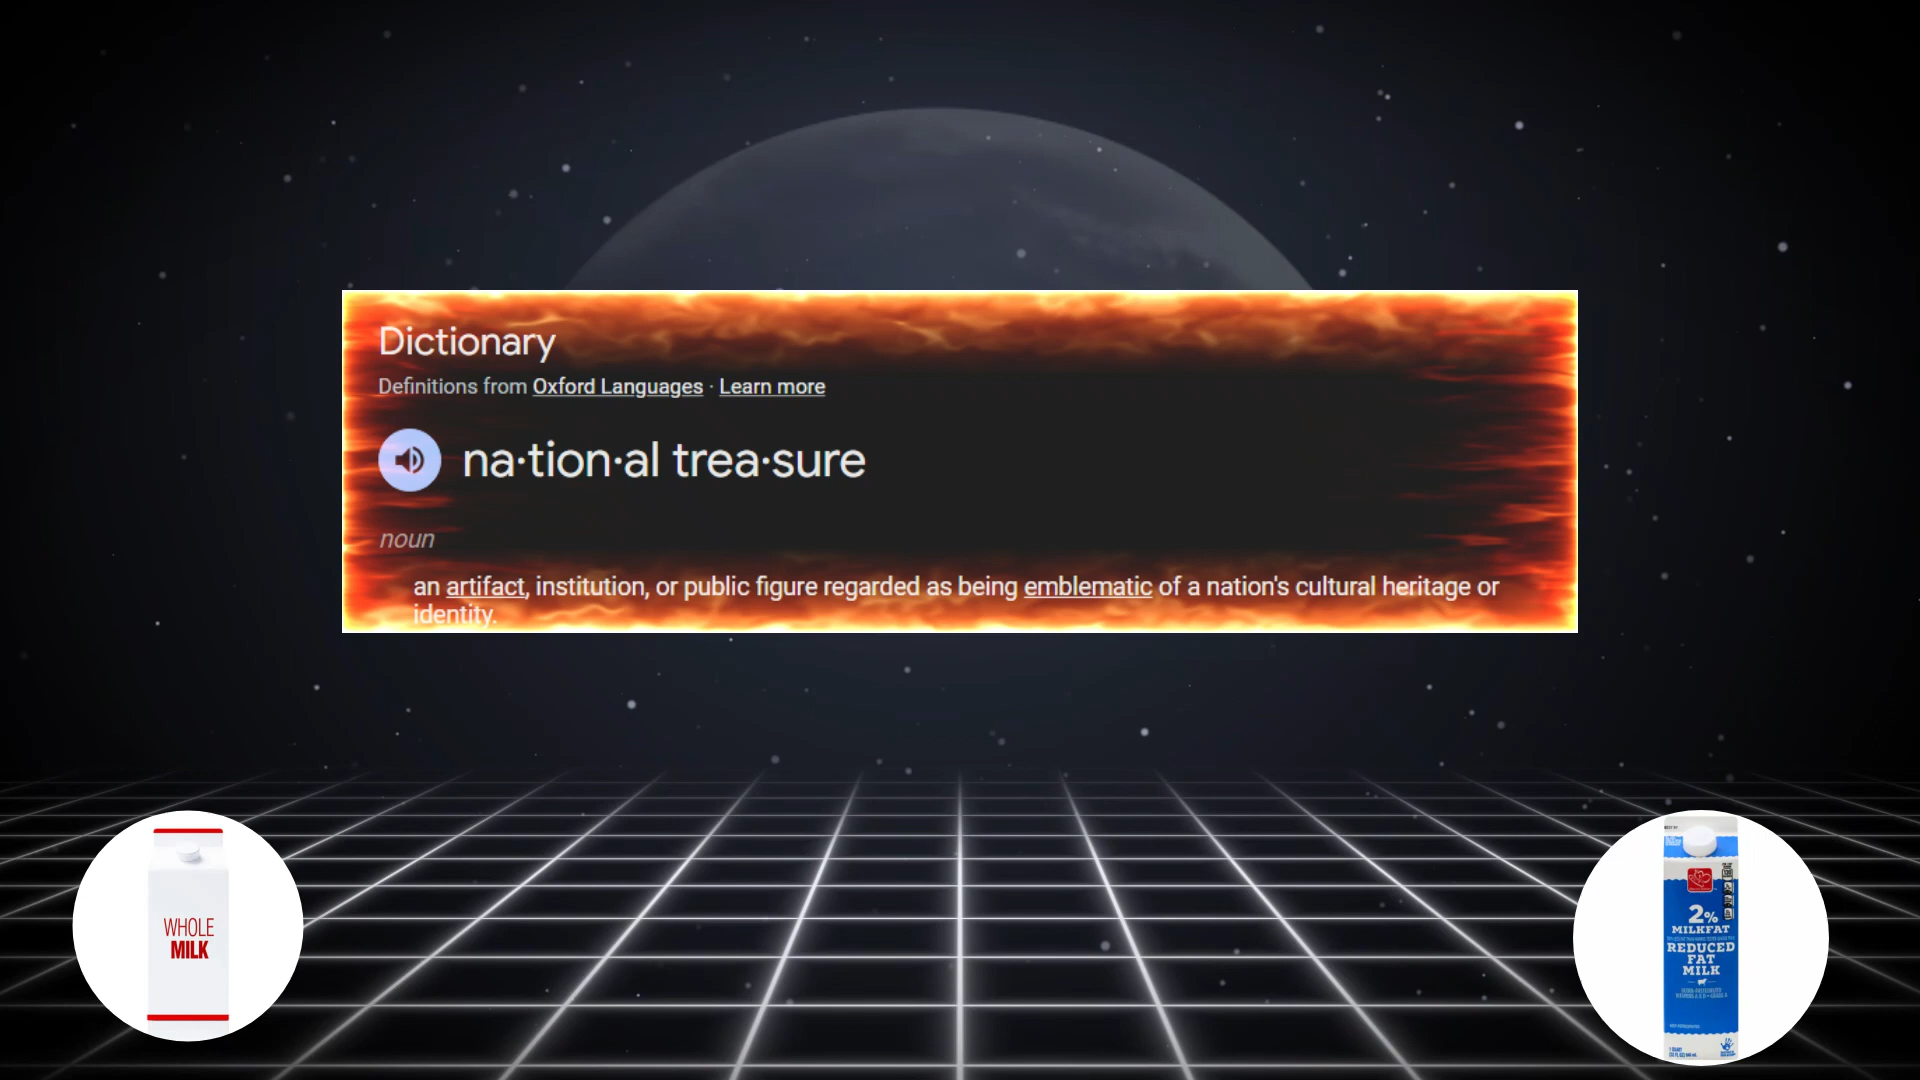 Dictionary
Definitions from Oxford Languages · Learn more
na·tion·al trea·sure
noun
an artifact, institution, or public figure regarded as being emblematic of a nation's cultural heritage or
identity.
WHOLE
MILK
2%
MILKFAT
REDUCED
FAT
MILK